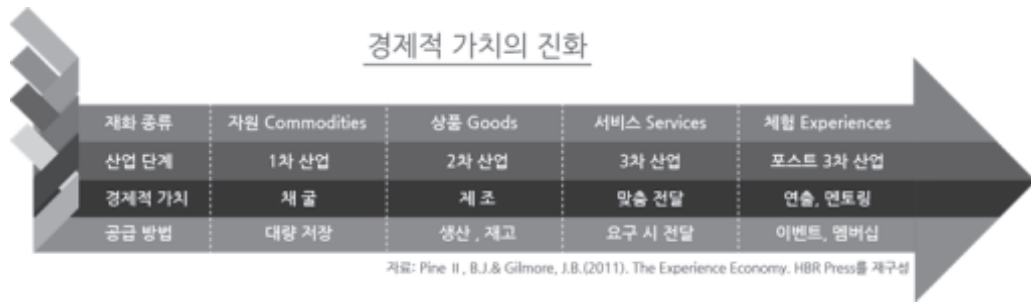 경제적 가치의 진화
재화 종류 자원 Commodities 상품 Goods 서비스 Services 체험 Experiences
산업 단계 1차 산업 2차 산업 3차 산업 포스트 3차 산업
경제적 가치 채 굴 제 조 맞춤 전달 연출, 멘토링
공급 방법 대량 저장 생산 , 재고 요구 시 전달 이벤트, 멤버십
자료: Pine II, B.J.& Gilmore, J.B.(2011). The Experience Economy. HBR Press를 재구성